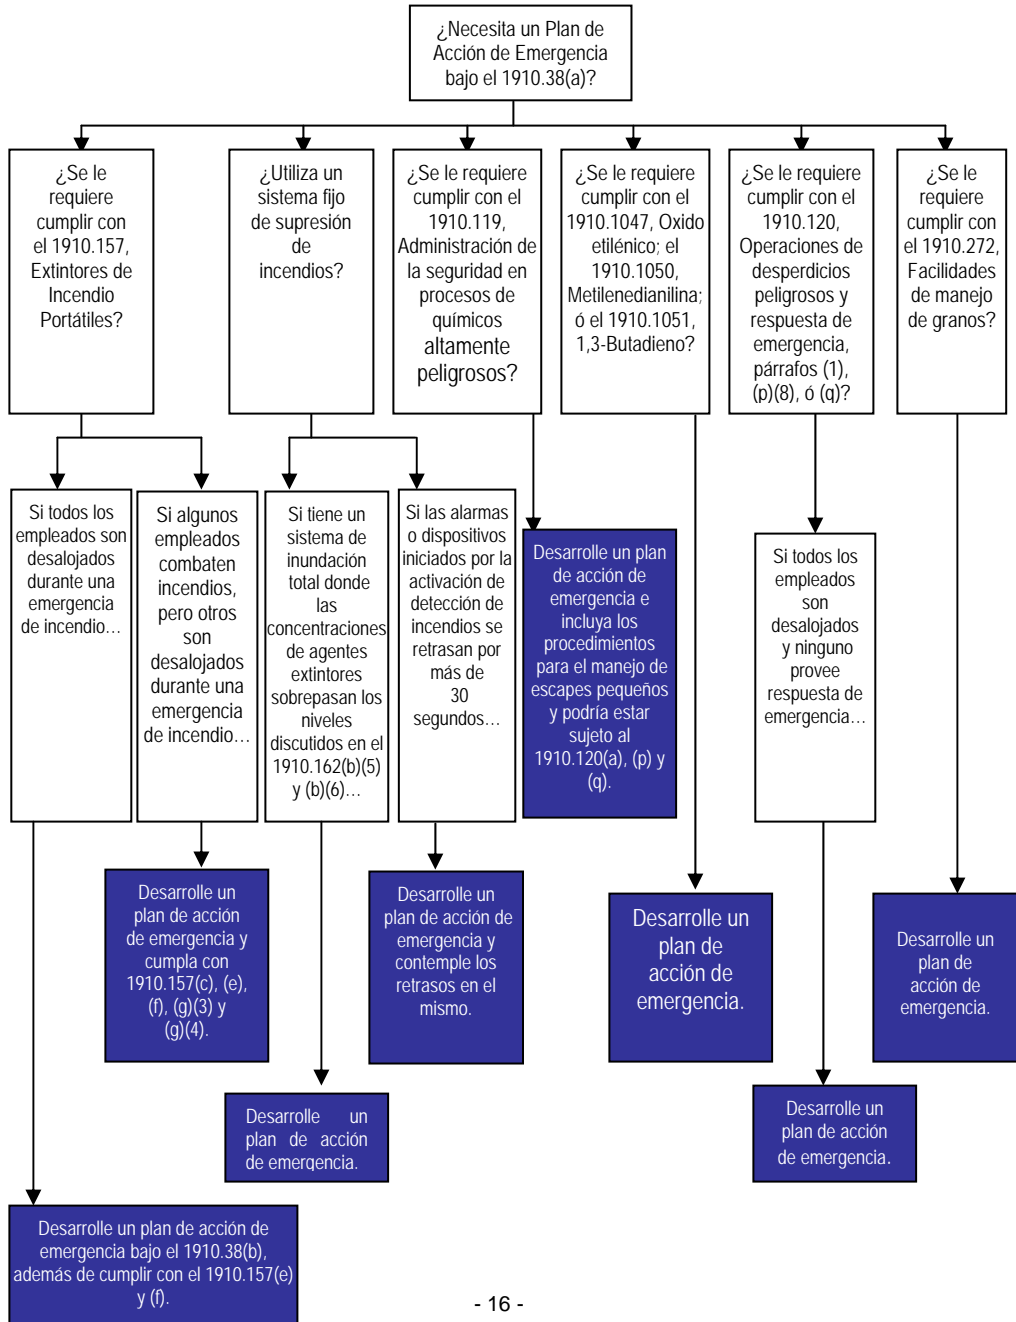 ¿Necesita un Plan de
Acción de Emergencia
bajo el 1910.38(a)?
¿Se le
requiere
cumplir con
el 1910.157,
Extintores de
Incendio
Portátiles?
¿Utiliza un
sistema fijo
de supresión
de
incendios?
¿Se le requiere
cumplir con el
1910.119,
Administración de
la seguridad en
procesos de
químicos
altamente
peligrosos?
¿Se le requiere
cumplir con el
1910.1047, Oxido
etilénico; el
1910.1050,
Metilenedianilina;
ó el 1910.1051,
1,3-Butadieno?
¿Se le requiere
cumplir con el
1910.120,
Operaciones de
desperdicios
peligrosos y
respuesta de
emergencia,
párrafos (1),
(p)(8), ó (q)?
¿Se le
requiere
cumplir con
el 1910.272,
Facilidades
de manejo
de granos?
Si todos los
empleados son
desalojados
durante una
emergencia
de incendio…
Si algunos
empleados
combaten
incendios,
pero otros
son
desalojados
durante una
emergencia
de incendio…
Si tiene un
sistema de
inundación
total donde
las
concentraciones
de agentes
extintores
sobrepasan los
niveles
discutidos en el
1910.162(b)(5)
y (b)(6)…
Si las alarmas
o dispositivos
iniciados por la
activación de
detección de
incendios se
retrasan por
más de
30
segundos…
Desarrolle un plan
de acción de
emergencia e
incluya los
procedimientos
para el manejo de
escapes pequeños
y podría estar
sujeto al
1910.120(a), (p) y
(q).
Si todos los
empleados
son
desalojados
y ninguno
provee
respuesta de
emergencia…
Desarrolle un
plan de acción
de emergencia y
cumpla con
1910.157(c), (e),
(f), (g)(3) y
(g)(4).
Desarrolle un
plan de acción de
emergencia y
contemple los
retrasos en el
mismo.
Desarrolle un
plan de
acción de
emergencia.
Desarrolle un
plan de
acción de
emergencia.
Desarrolle un
plan de acción
de emergencia.
Desarrolle un
plan de acción
de emergencia.
Desarrolle un plan de acción de
emergencia bajo el 1910.38(b),
además de cumplir con el 1910.157(e)
y (f).
- 16 -